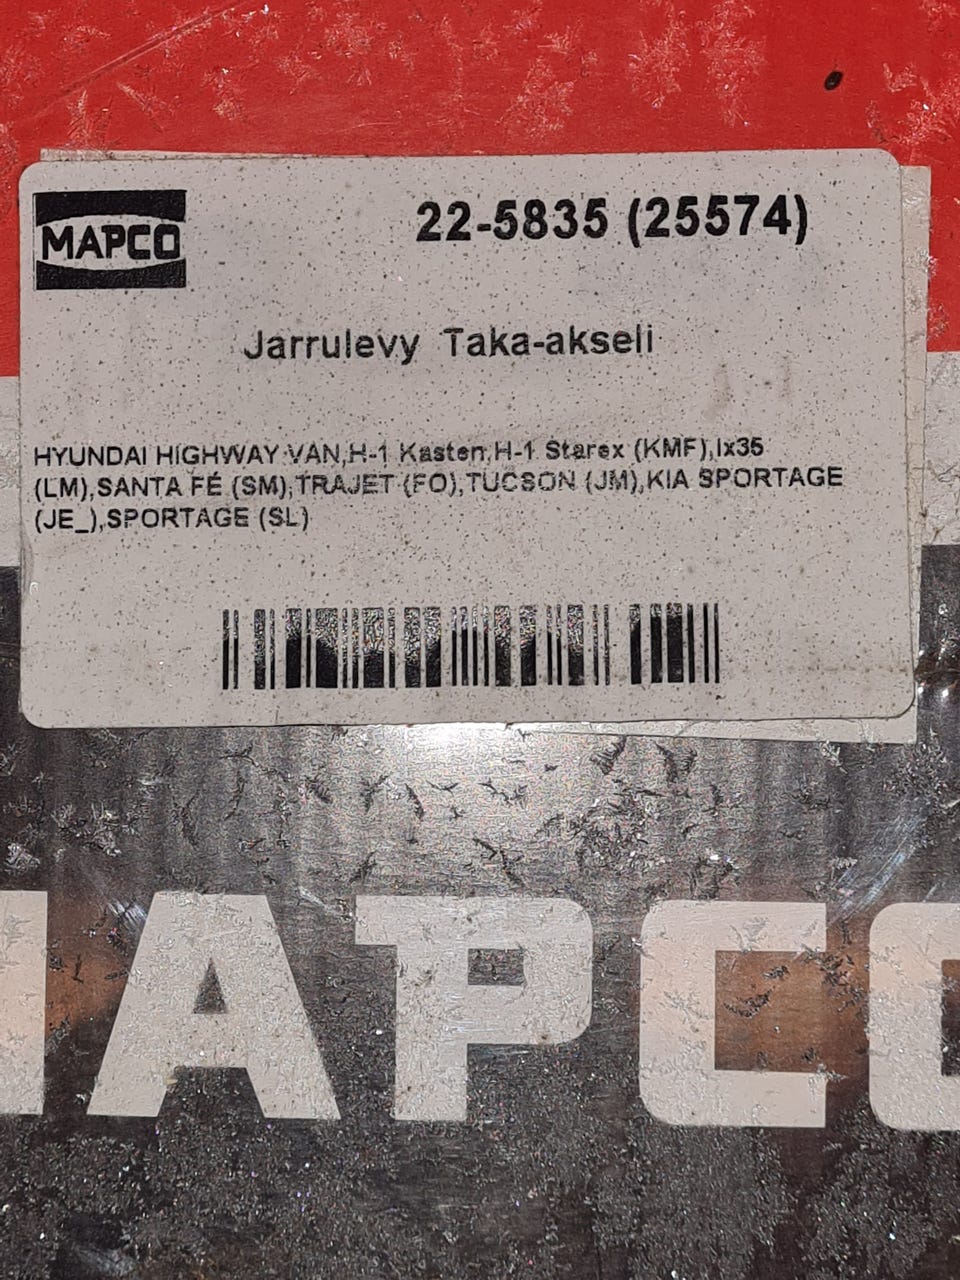 MAPCO
22-5835 (25574)
Jarrulevy Taka-akseli
HYUNDAI HIGHWAY VAN,H-1 Kasten,H-1 Starex (KMF),Ix35
(LM),SANTA FÉ (SM),TRAJET (FO),TUCSON (JM),KIA SPORTAGE
(JE_),SPORTAGE (SL)
MAPCO